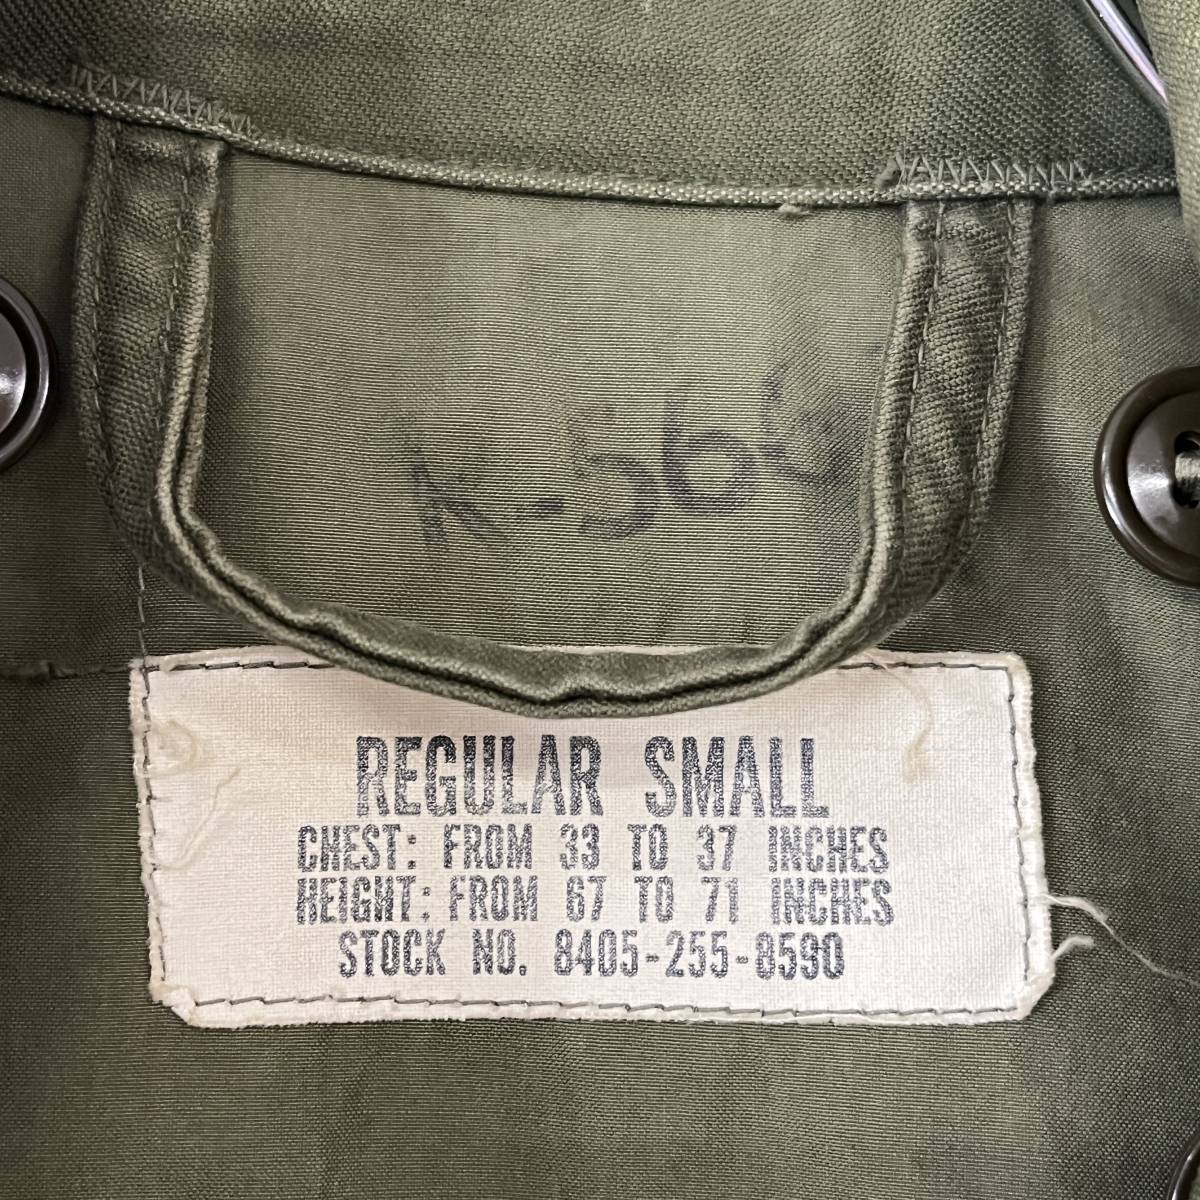 K-566
REGULAR SMALL
CHEST: FROM 33 TO 37 INCHES
HEIGHT: FROM 67 TO 71 INCHES
STOCK NO. 8405-255-8590